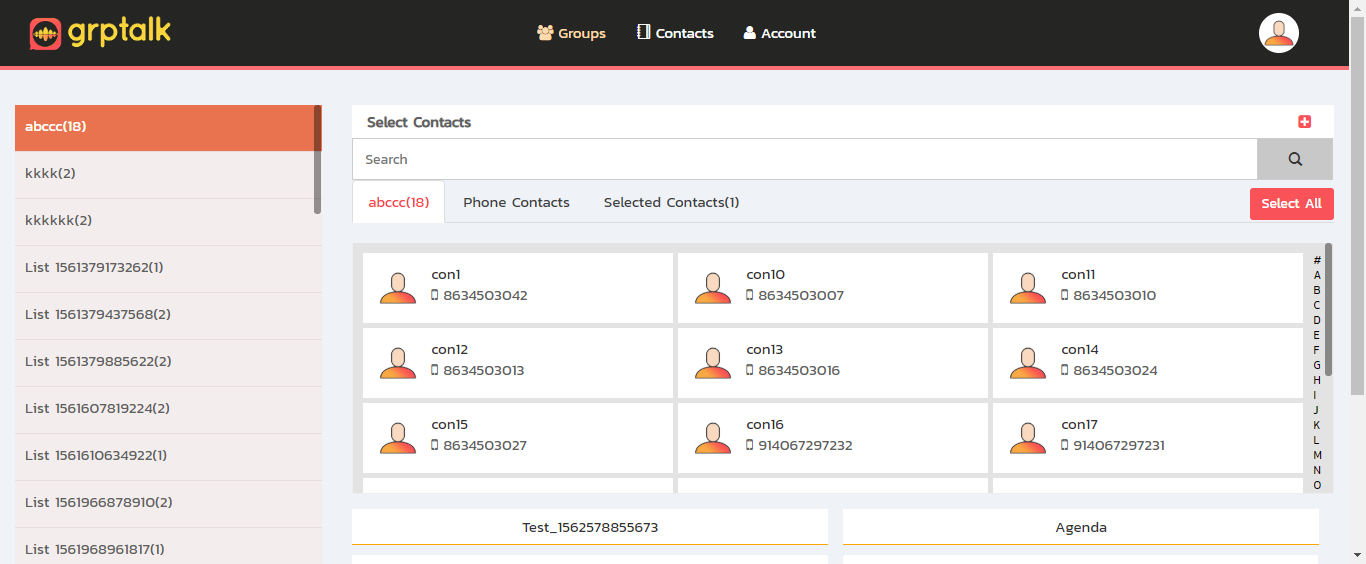 grptalk
Groups
Contacts
Account
abccc(18)
kkkk(2)
kkkkkk(2)
List 1561379173262(1)
List 1561379437568(2)
List 1561379885622(2)
List 1561607819224(2)
List 1561610634922(1)
List 1561966878910(2)
List 1561968961817(1)
Select Contacts
Search
abccc(18)
Phone Contacts
Selected Contacts(1)
Select All
con1
8634503042
con10
8634503007
con11
8634503010
con12
8634503013
con13
8634503016
con14
8634503024
con15
8634503027
con16
914067297232
con17
914067297231
#
A
B
C
D
E
F
G
H
I
J
K
L
M
N
O
Test_1562578855673
Agenda